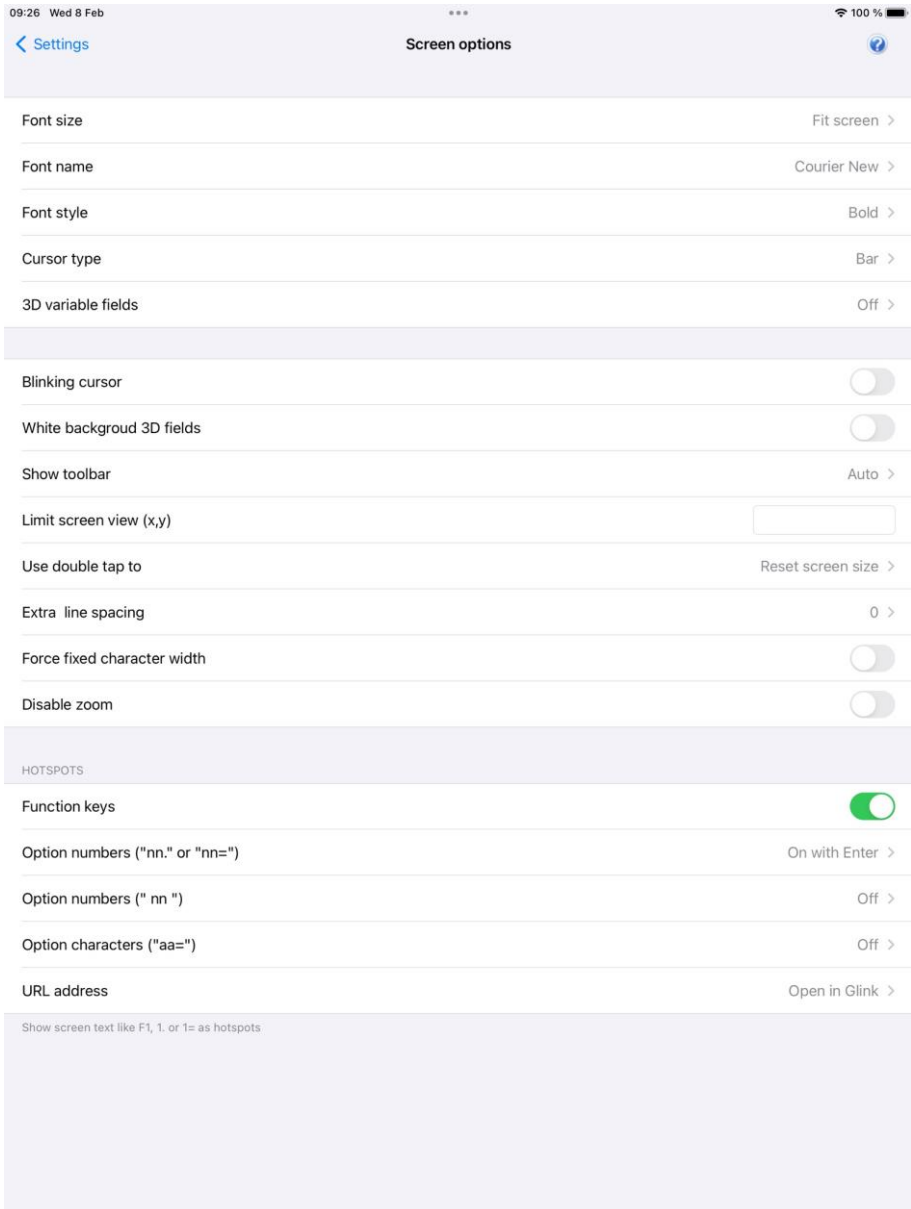 09:26 Wed 8 Feb 100 %
Settings Screen options ?
Font size Fit screen
Font name Courier New
Font style Bold
Cursor type Bar
3D variable fields Off
Blinking cursor
White backgroud 3D fields
Show toolbar Auto
Limit screen view (x,y)
Use double tap to Reset screen size
Extra  line spacing 0
Force fixed character width
Disable zoom
HOTSPOTS
Function keys
Option numbers ("nn." or "nn=") On with Enter
Option numbers (" nn ") Off
Option characters ("aa=") Off
URL address Open in Glink
Show screen text like F1, 1. or 1= as hotspots